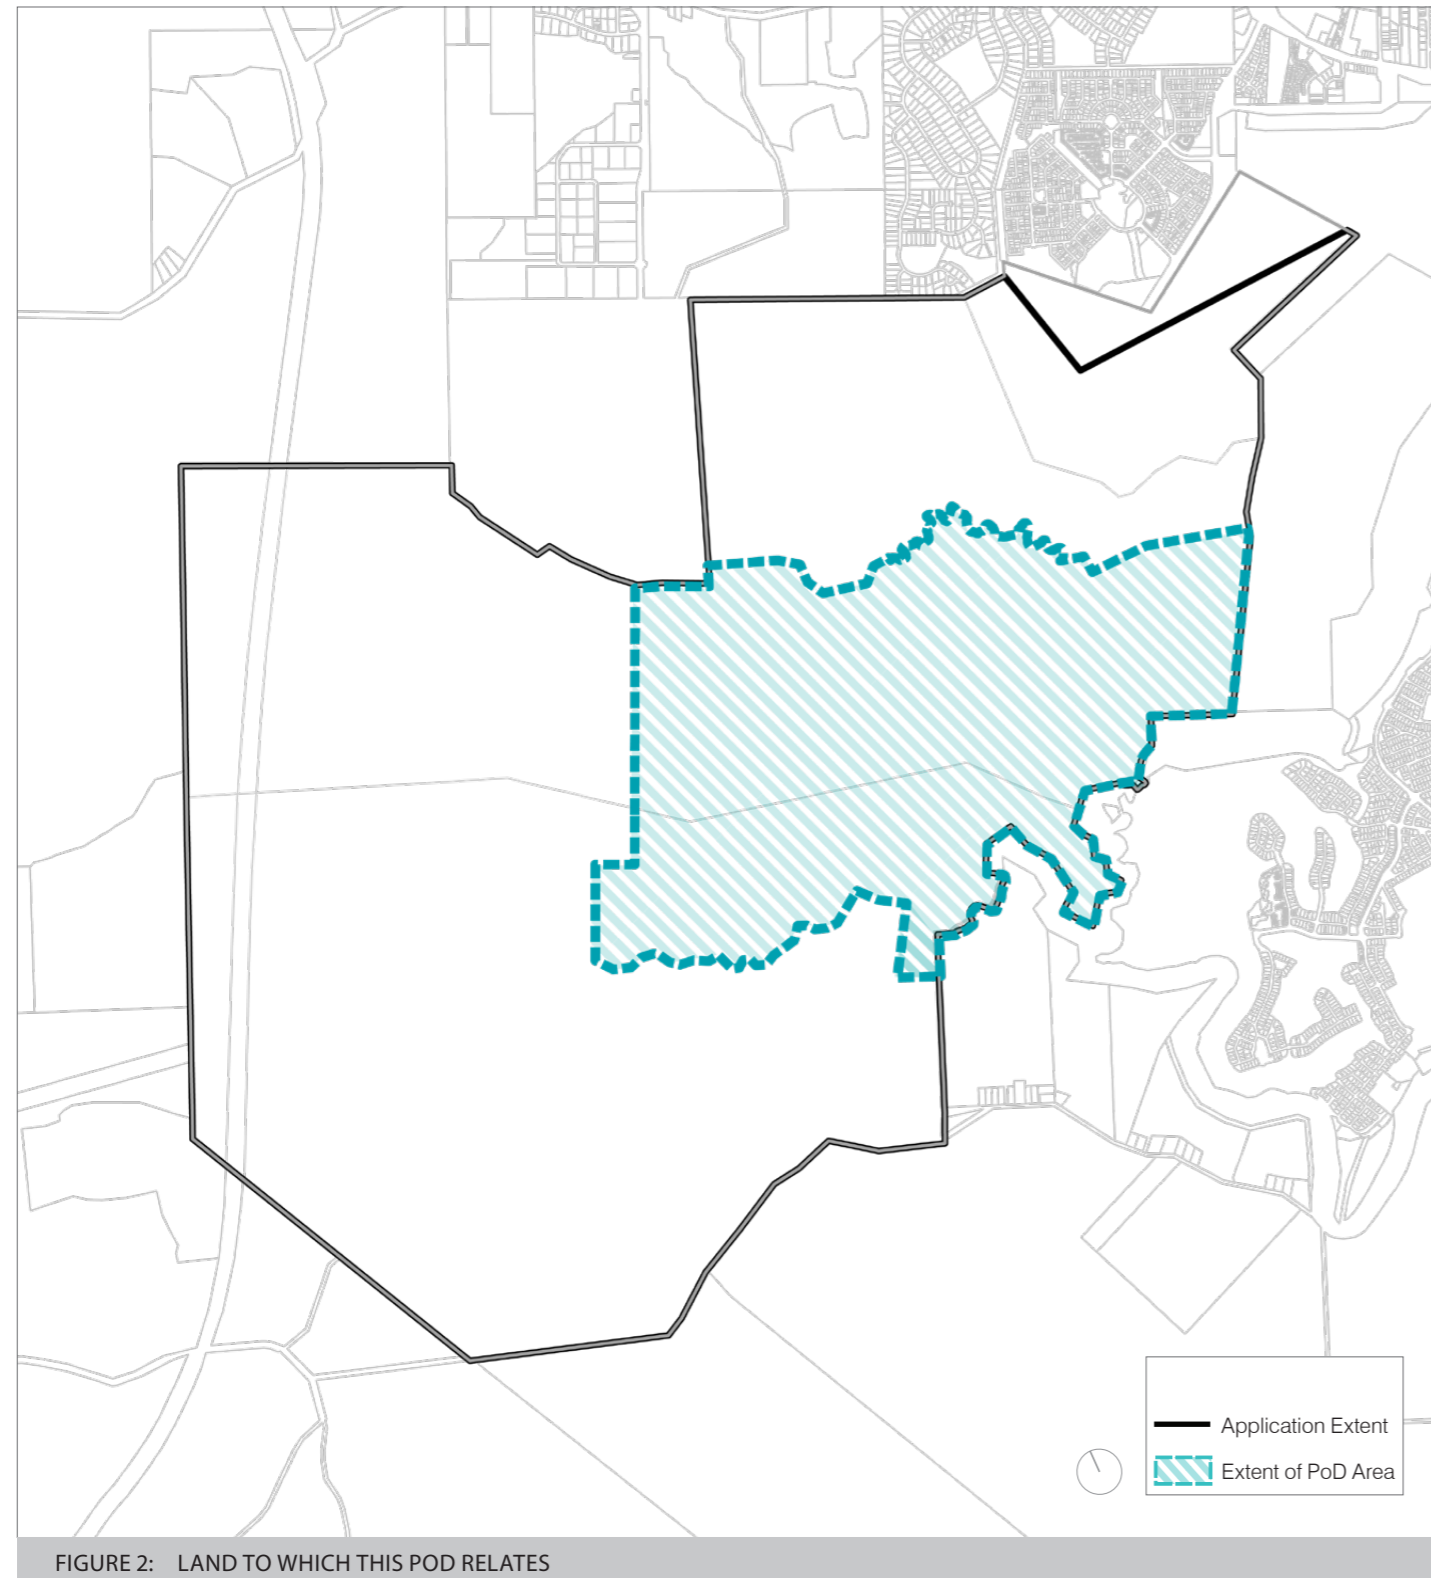 Application Extent
Extent of PoD Area
FIGURE 2: LAND TO WHICH THIS POD RELATES